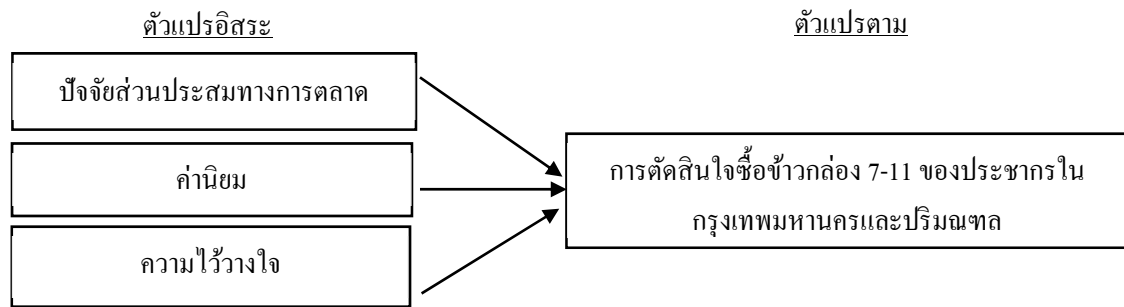 ตัวแปรอิสระ
ตัวแปรตาม
ปัจจัยส่วนประสมทางการตลาด
ค่านิยม
ความไว้วางใจ
การตัดสินใจซื้อข้าวกล่อง 7-11 ของประชากรใน
กรุงเทพมหานครและปริมณฑล